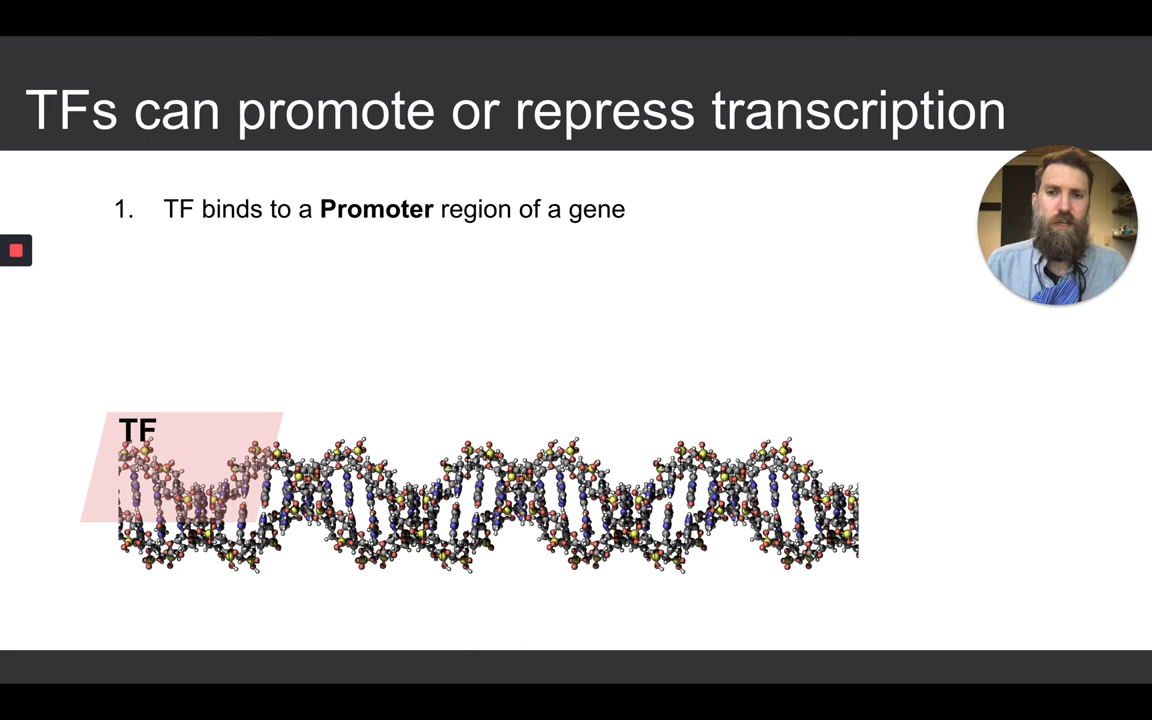 TFs can promote or repress transcription
1. TF binds to a Promoter region of a gene
TF